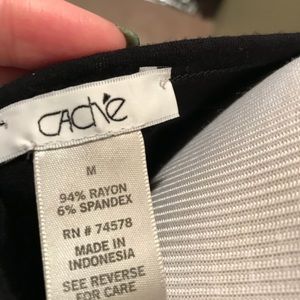 Caché
M
94% RAYON
6% SPANDEX
RN # 74578
MADE IN
INDONESIA
SEE REVERSE
FOR CARE